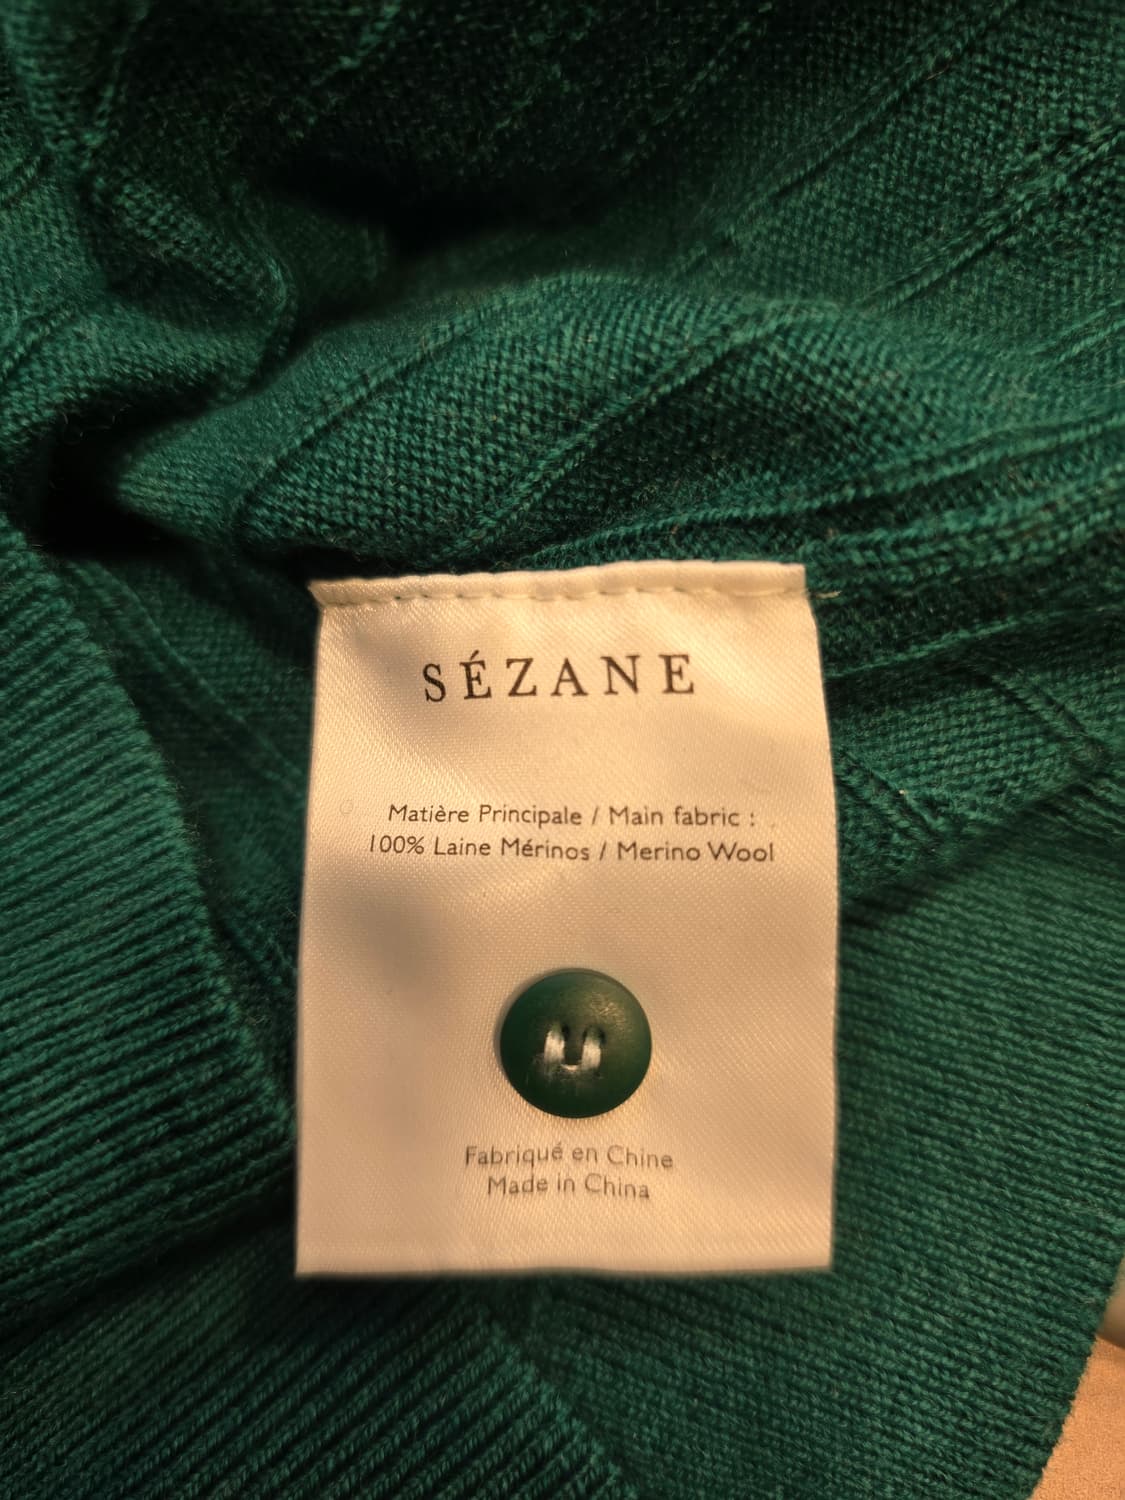 SÉZANE
Matière Principale / Main fabric :
100% Laine Mérinos / Merino Wool
Fabriqué en Chine
Made in China